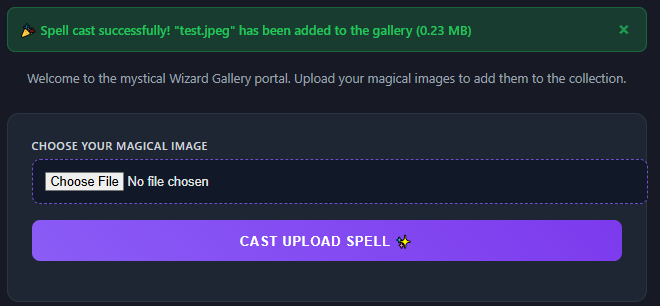 🎉 Spell cast successfully! "test.jpeg" has been added to the gallery (0.23 MB) ×
Welcome to the mystical Wizard Gallery portal. Upload your magical images to add them to the collection.
CHOOSE YOUR MAGICAL IMAGE
Choose File No file chosen
CAST UPLOAD SPELL ✨